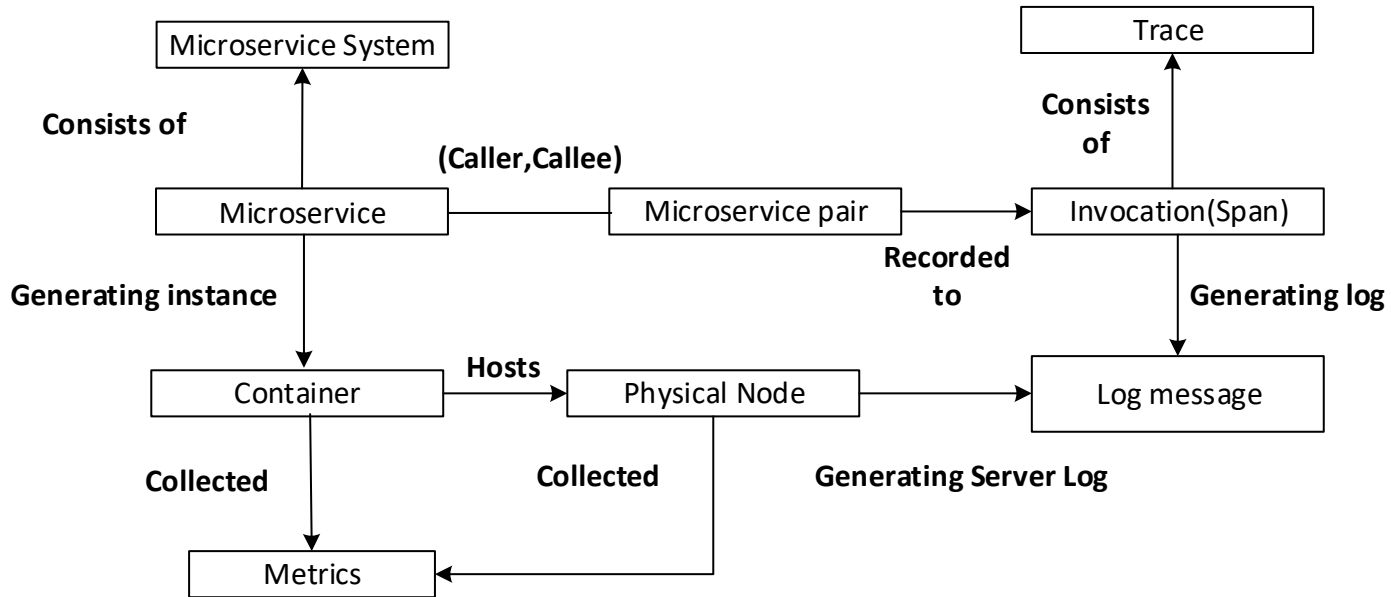 Trace
Microservice System
Consists
of
Consists of
(Caller,Callee)
Microservice
Microservice pair
Invocation(Span)
Recorded
to
Generating instance
Generating log
Hosts
Container
Physical Node
Log message
Collected
Collected
Generating Server Log
Metrics